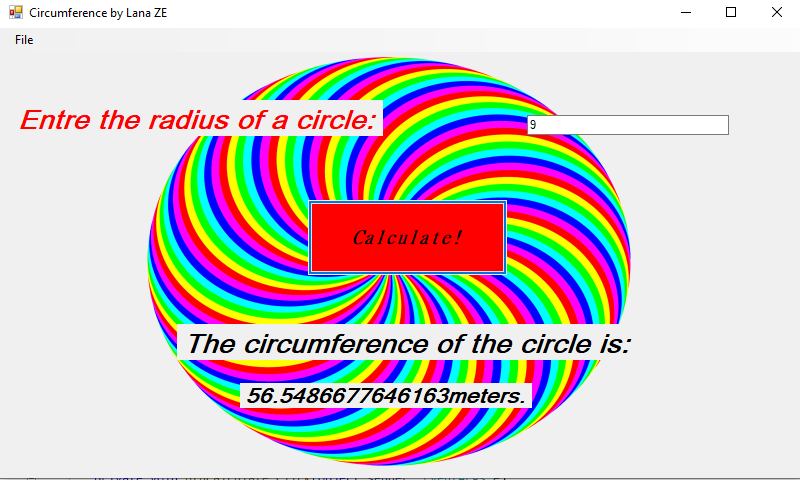 Circumference by Lana ZE
File
Entre the radius of a circle:
9
Calculate!
The circumference of the circle is:
56.5486677646163meters.